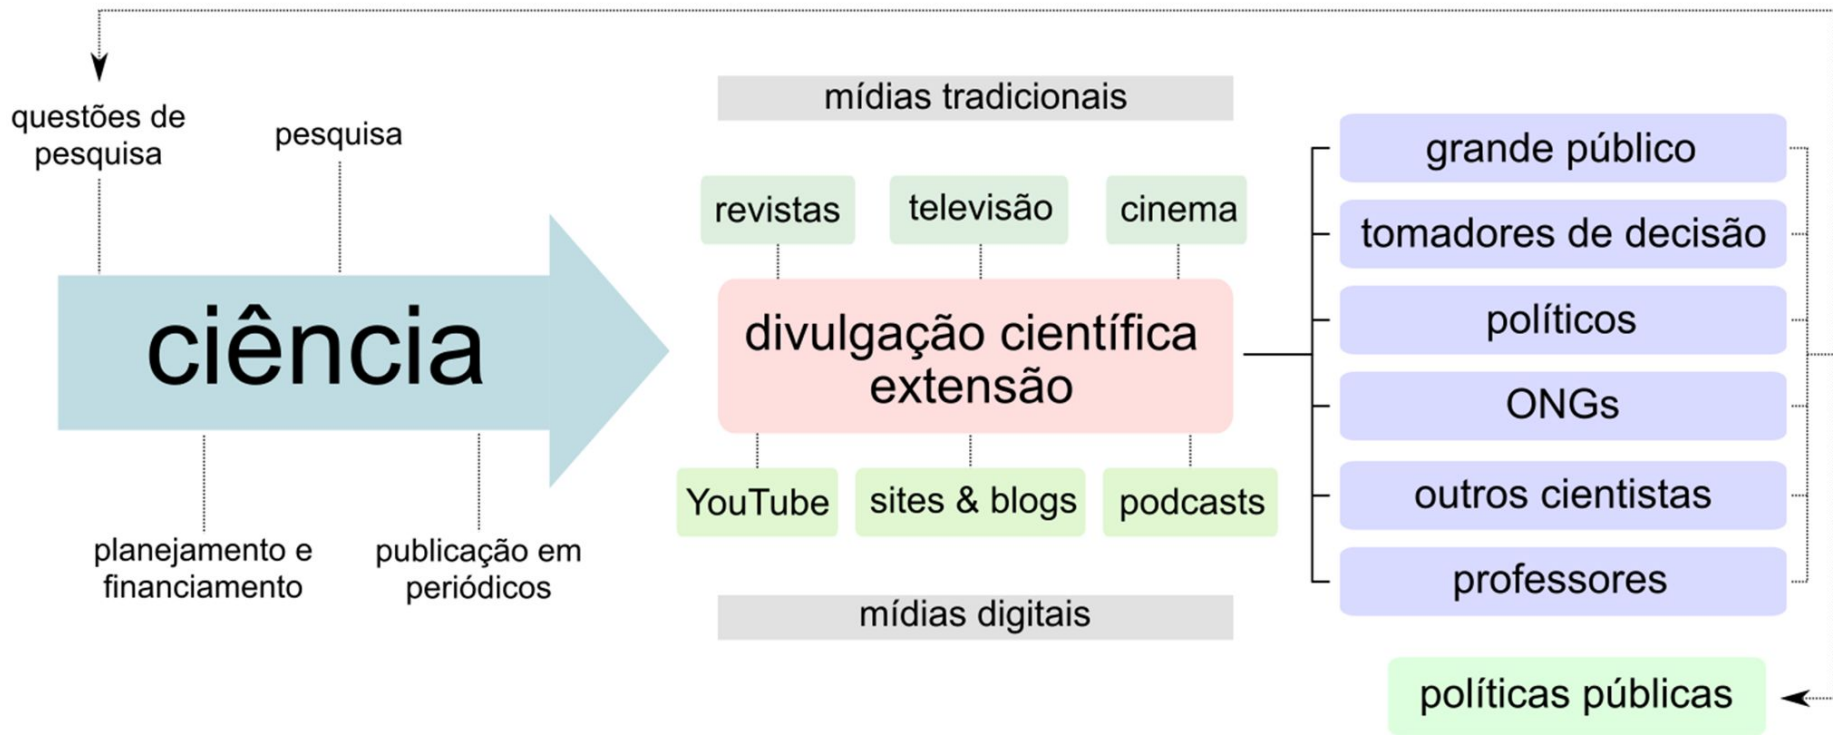 questões de
pesquisa
pesquisa
ciência
planejamento e
financiamento
publicação em
periódicos
mídias tradicionais
revistas
televisão
cinema
divulgação científica
extensão
YouTube
sites & blogs
podcasts
mídias digitais
grande público
tomadores de decisão
políticos
ONGs
outros cientistas
professores
políticas públicas